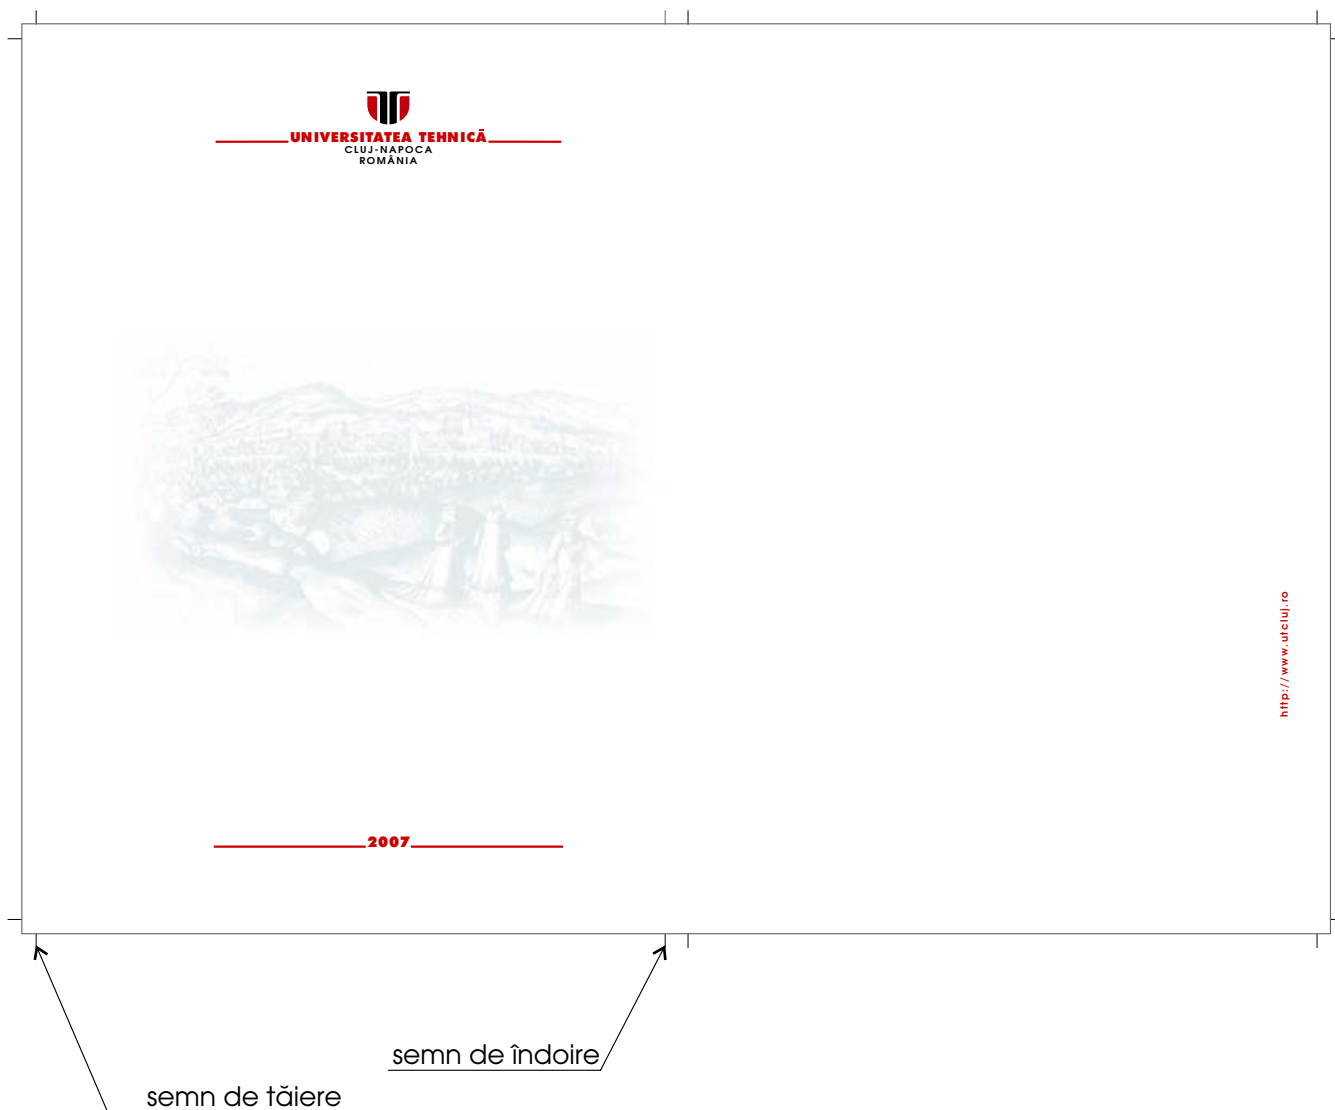 UNIVERSITATEA TEHNICĂ
CLUJ-NAPOCA
ROMÂNIA
http://www.utcluj.ro
2007
semn de îndoire
semn de tăiere